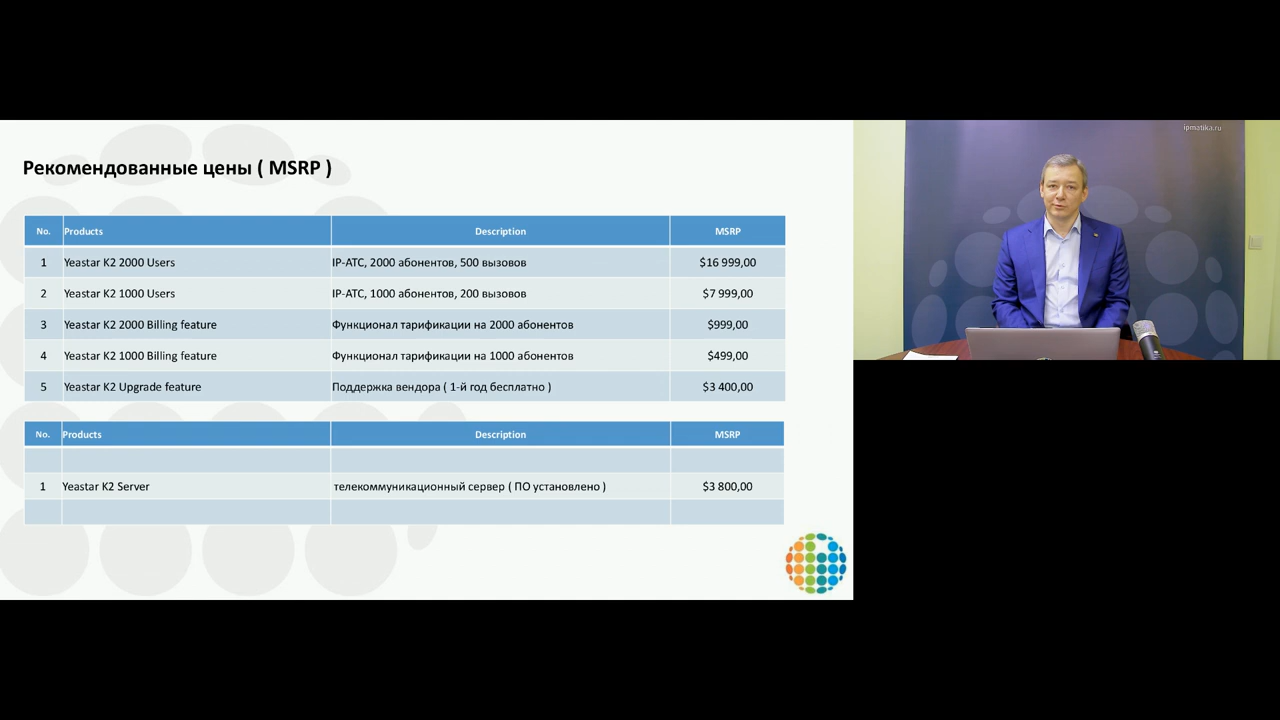 ipmatika.ru
Рекомендованные цены ( MSRP )
No. Products Description MSRP
1 Yeastar K2 2000 Users IP-АТС, 2000 абонентов, 500 вызовов $16 999,00
2 Yeastar K2 1000 Users IP-АТС, 1000 абонентов, 200 вызовов $7 999,00
3 Yeastar K2 2000 Billing feature Функционал тарификации на 2000 абонентов $999,00
4 Yeastar K2 1000 Billing feature Функционал тарификации на 1000 абонентов $499,00
5 Yeastar K2 Upgrade feature Поддержка вендора ( 1-й год бесплатно ) $3 400,00
No. Products Description MSRP
1 Yeastar K2 Server телекоммуникационный сервер ( ПО установлено ) $3 800,00